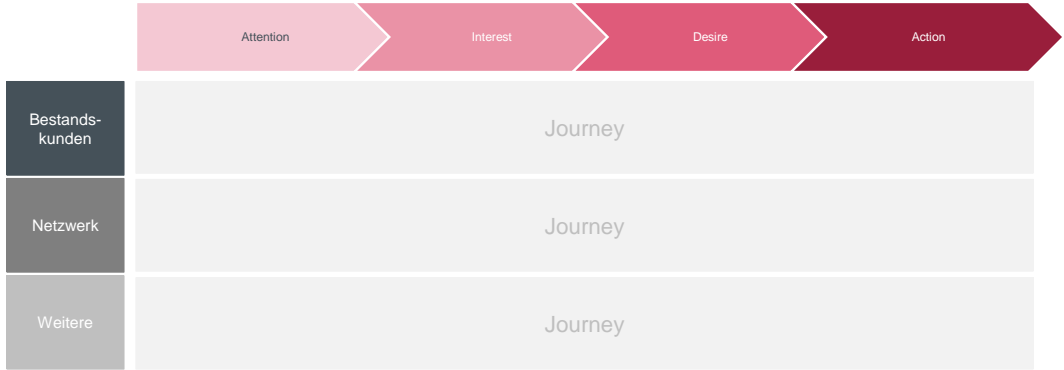 Attention
Interest
Desire
Action
Bestands-
kunden
Journey
Netzwerk
Journey
Weitere
Journey